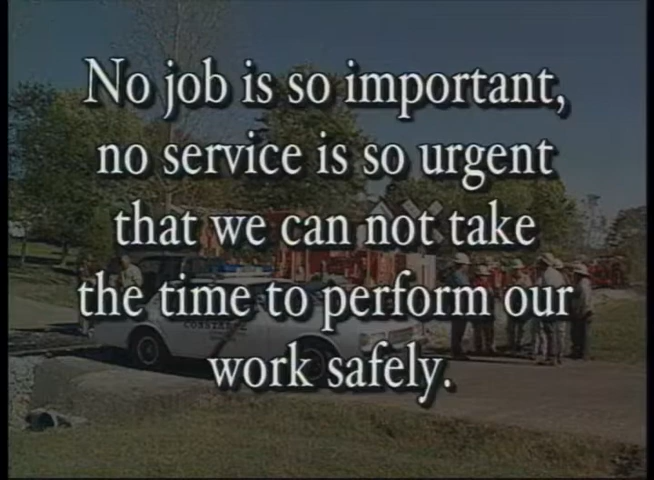 No job is so important,
no service is so urgent
that we can not take
the time to perform our
work safely.
CONSTABLE